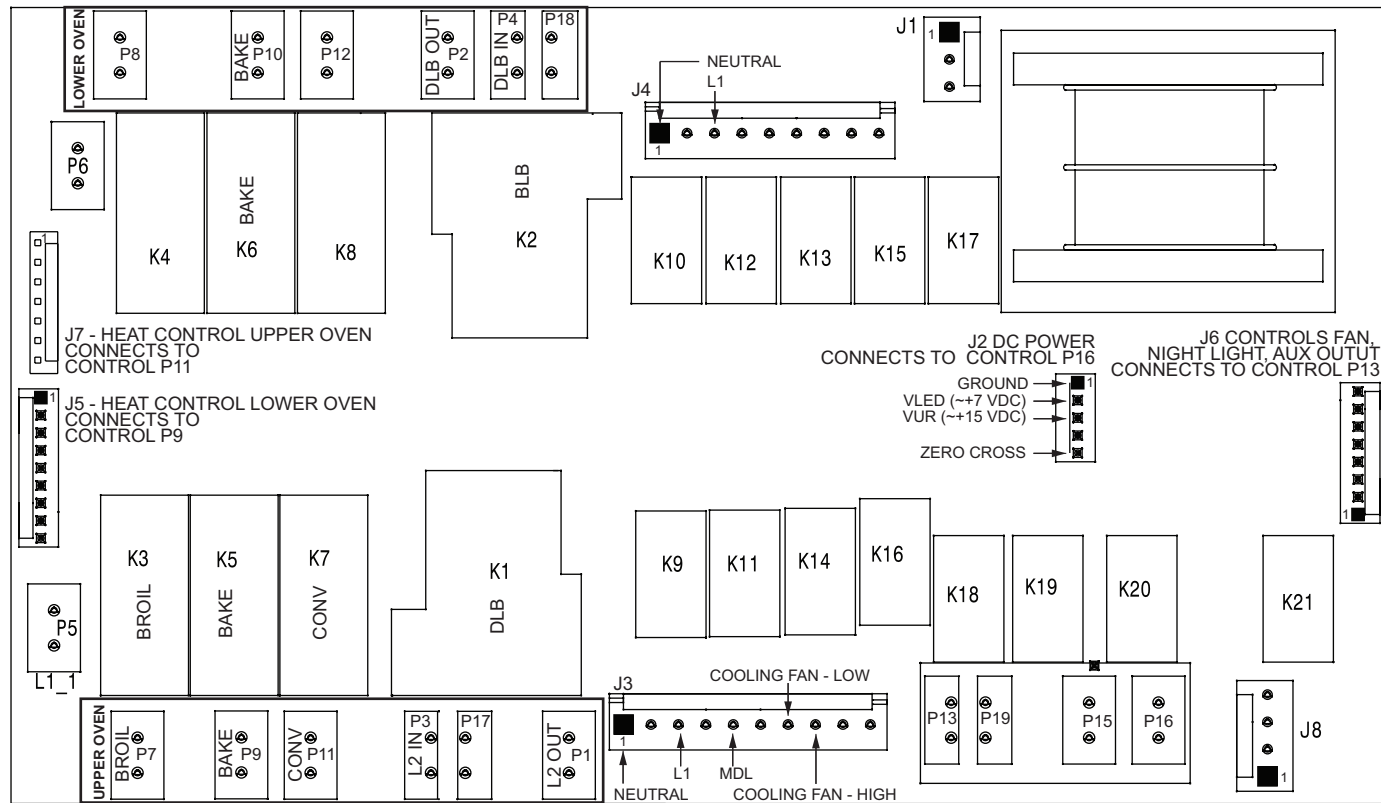 LOWER OVEN
P8
BAKE
P10
P12
DLB OUT
P2
DLB IN
P4
P18
J1
1
NEUTRAL
L1
J4
1
P6
K4
BAKE
K6
K8
BLB
K2
K10
K12
K13
K15
K17
1
J7 - HEAT CONTROL UPPER OVEN
CONNECTS TO
CONTROL P11
1
J5 - HEAT CONTROL LOWER OVEN
CONNECTS TO
CONTROL P9
J2 DC POWER
CONNECTS TO CONTROL P16
GROUND
1
VLED (~+7 VDC)
VUR (~+15 VDC)
ZERO CROSS
J6 CONTROLS FAN,
NIGHT LIGHT, AUX OUTUT
CONNECTS TO CONTROL P13
1
K3
BROIL
K5
BAKE
K7
CONV
K1
DLB
K9
K11
K14
K16
K18
K19
K20
K21
P5
L1_1
UPPER OVEN
BROIL
P7
BAKE
P9
CONV
P11
L2 IN
P3
P17
L2 OUT
P1
J3
COOLING FAN - LOW
1
NEUTRAL
L1
MDL
COOLING FAN - HIGH
P13
P19
P15
P16
J8
1